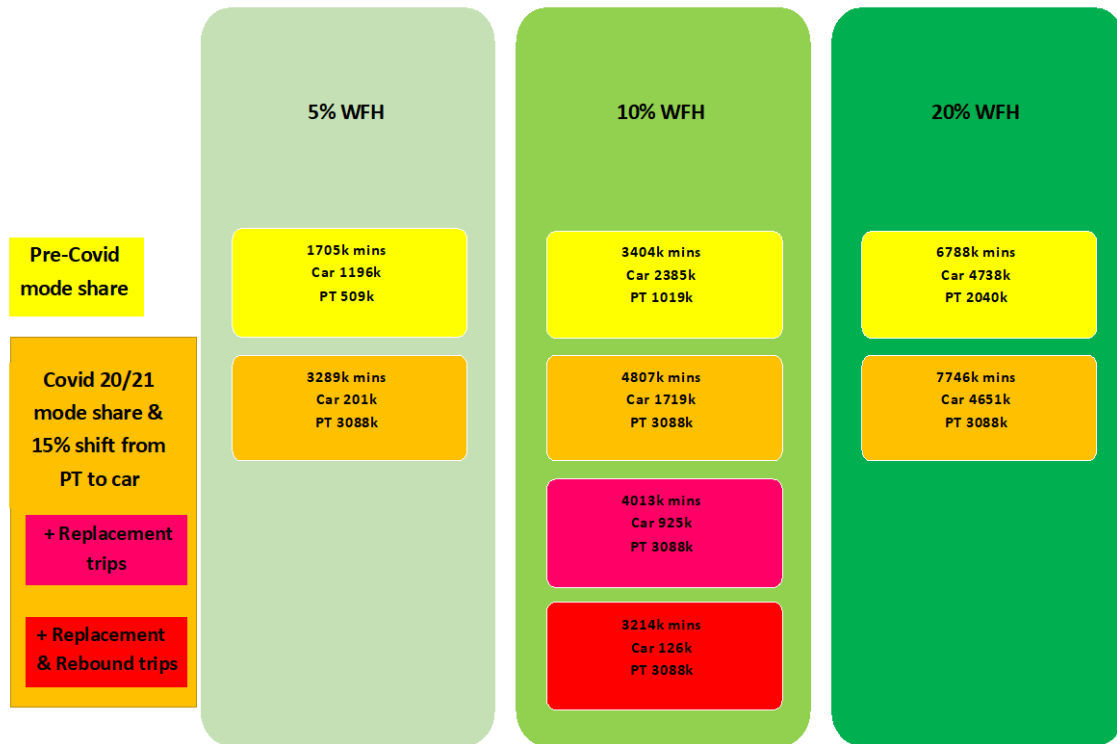 5% WFH
10% WFH
20% WFH
Pre-Covid
mode share
1705k mins
Car 1196k
PT 509k
3404k mins
Car 2385k
PT 1019k
6788k mins
Car 4738k
PT 2040k
Covid 20/21
mode share &
15% shift from
PT to car
3289k mins
Car 201k
PT 3088k
4807k mins
Car 1719k
PT 3088k
7746k mins
Car 4651k
PT 3088k
+ Replacement
trips
4013k mins
Car 925k
PT 3088k
+ Replacement
& Rebound trips
3214k mins
Car 126k
PT 3088k